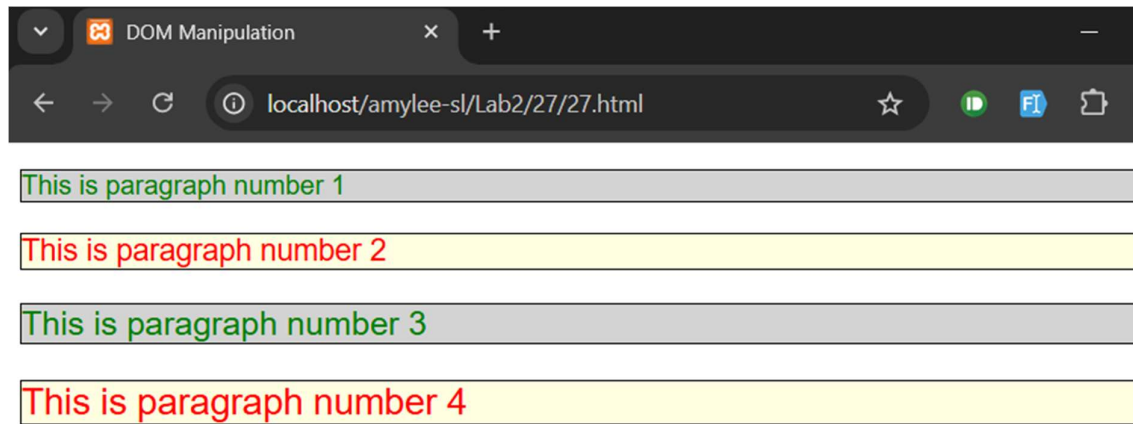 DOM Manipulation
localhost/amylee-sl/Lab2/27/27.html
This is paragraph number 1
This is paragraph number 2
This is paragraph number 3
This is paragraph number 4